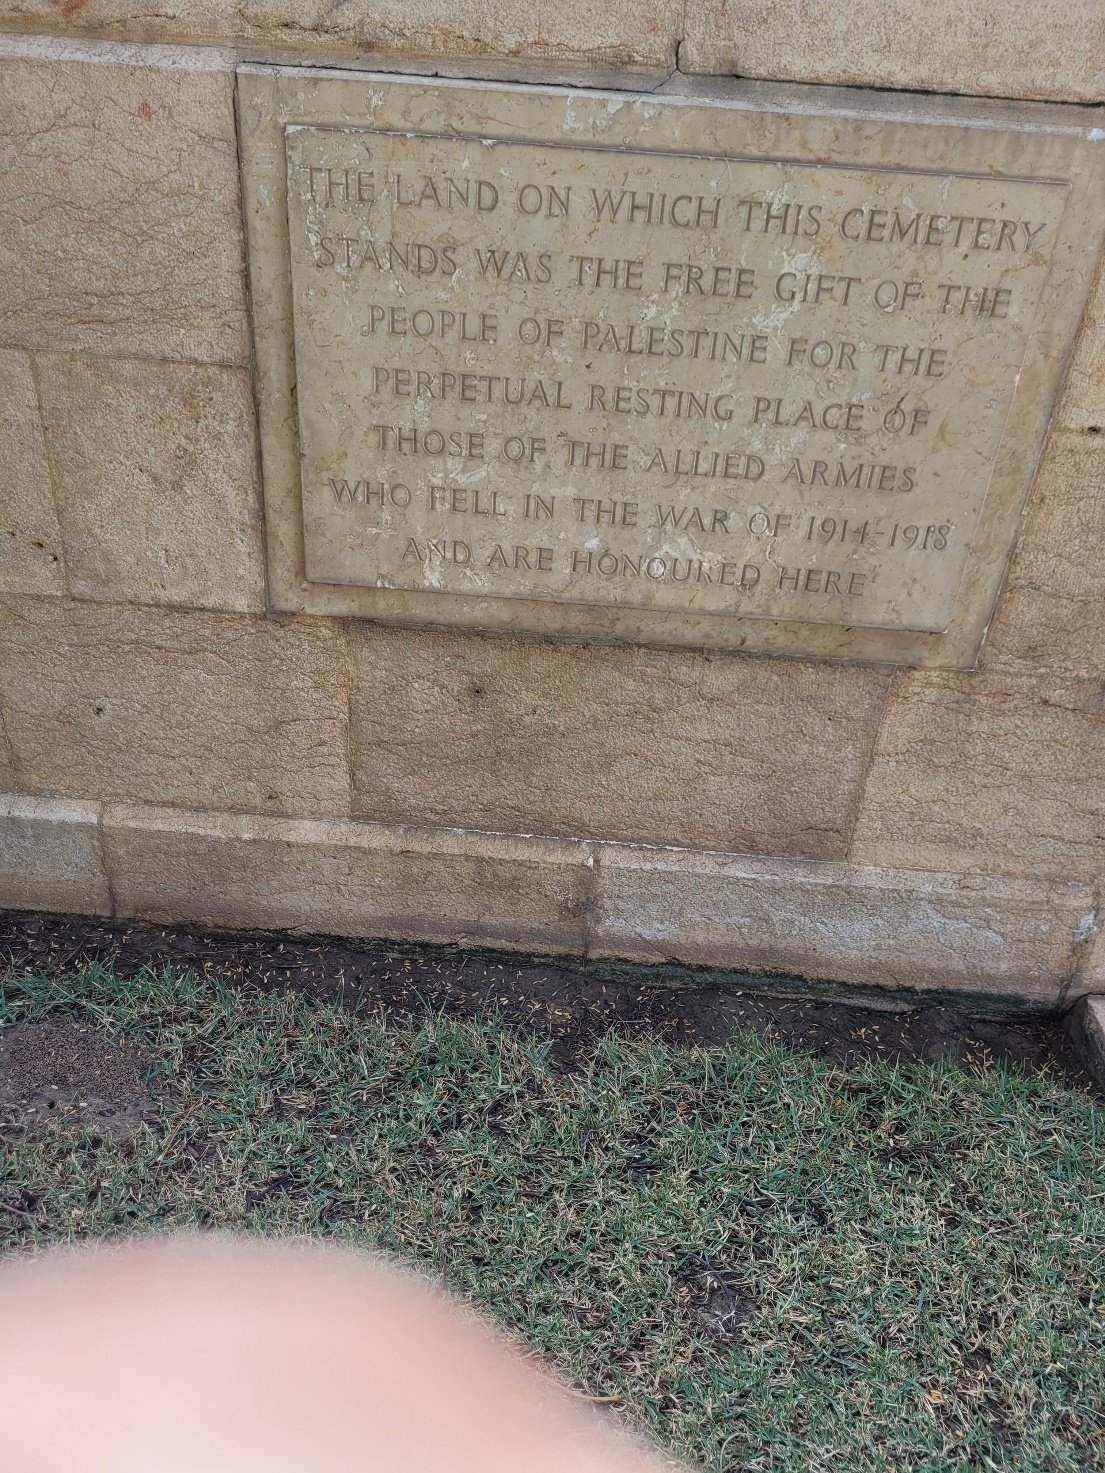 THE LAND ON WHICH THIS CEMETERY
STANDS WAS THE FREE GIFT OF THE
PEOPLE OF PALESTINE FOR THE
PERPETUAL RESTING PLACE OF
THOSE OF THE ALLIED ARMIES
WHO FELL IN THE WAR OF 1914-1918
AND ARE HONOURED HERE